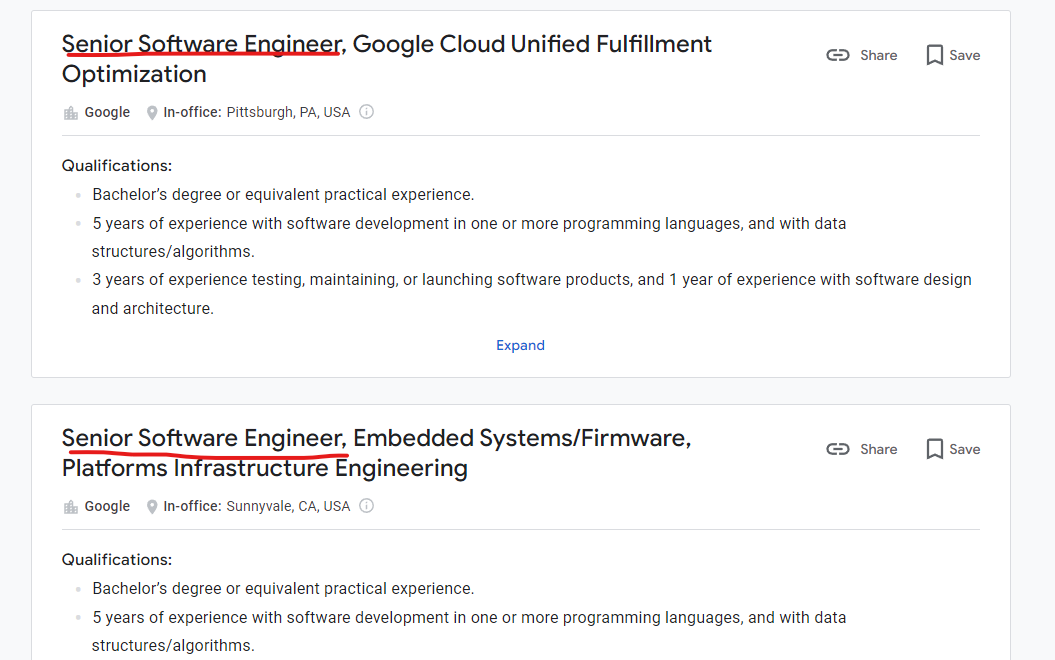 Senior Software Engineer, Google Cloud Unified Fulfillment
Optimization
Share
Save
Google
In-office: Pittsburgh, PA, USA
Qualifications:
Bachelor’s degree or equivalent practical experience.
5 years of experience with software development in one or more programming languages, and with data
structures/algorithms.
3 years of experience testing, maintaining, or launching software products, and 1 year of experience with software design
and architecture.
Expand
Senior Software Engineer, Embedded Systems/Firmware,
Platforms Infrastructure Engineering
Share
Save
Google
In-office: Sunnyvale, CA, USA
Qualifications:
Bachelor’s degree or equivalent practical experience.
5 years of experience with software development in one or more programming languages, and with data
structures/algorithms.